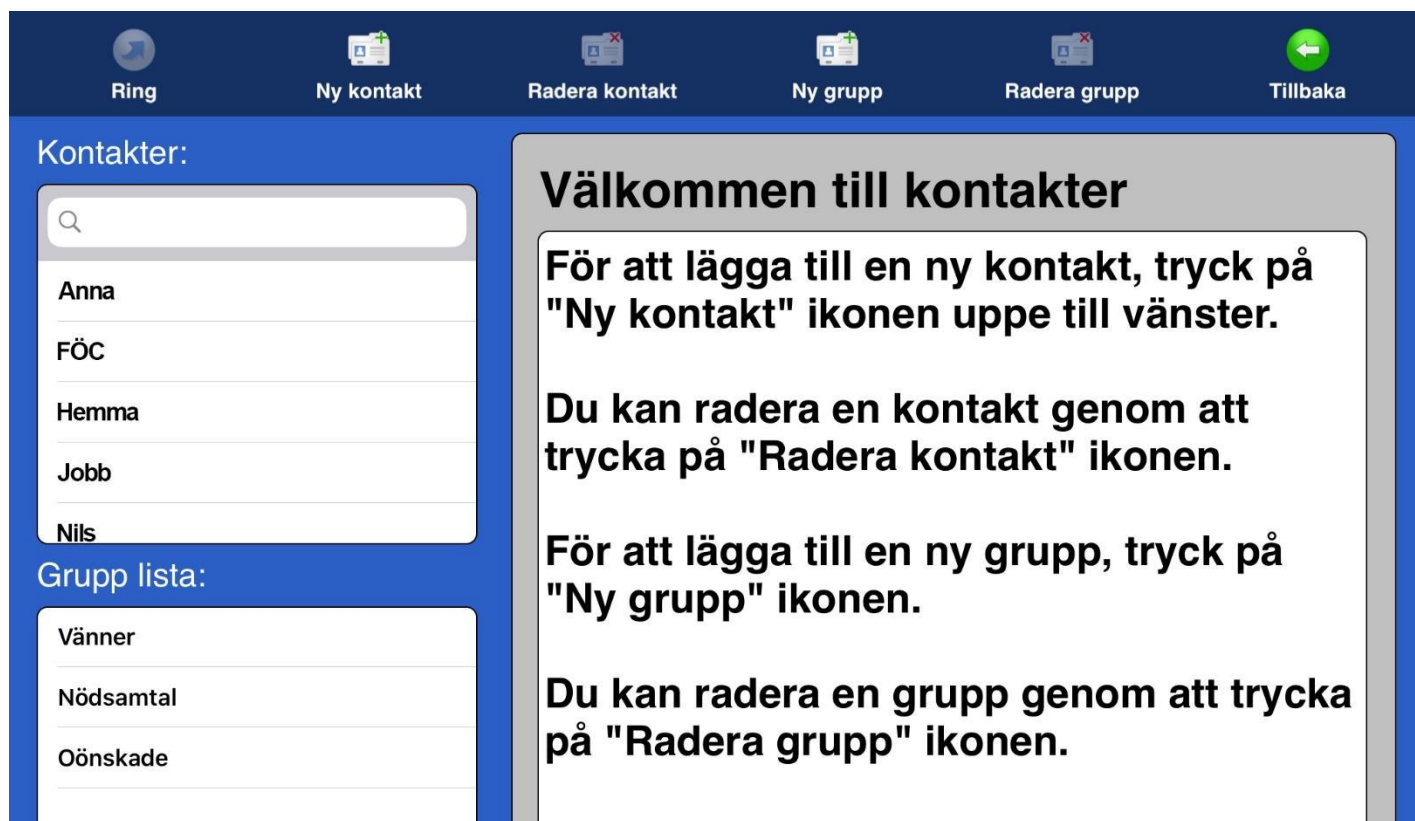 Ring
Ny kontakt
Radera kontakt
Ny grupp
Radera grupp
Tillbaka
Kontakter:
Anna
FÖC
Hemma
Jobb
Nils
Grupp lista:
Vänner
Nödsamtal
Oönskade
Välkommen till kontakter
För att lägga till en ny kontakt, tryck på
"Ny kontakt" ikonen uppe till vänster.
Du kan radera en kontakt genom att
trycka på "Radera kontakt" ikonen.
För att lägga till en ny grupp, tryck på
"Ny grupp" ikonen.
Du kan radera en grupp genom att trycka
på "Radera grupp" ikonen.